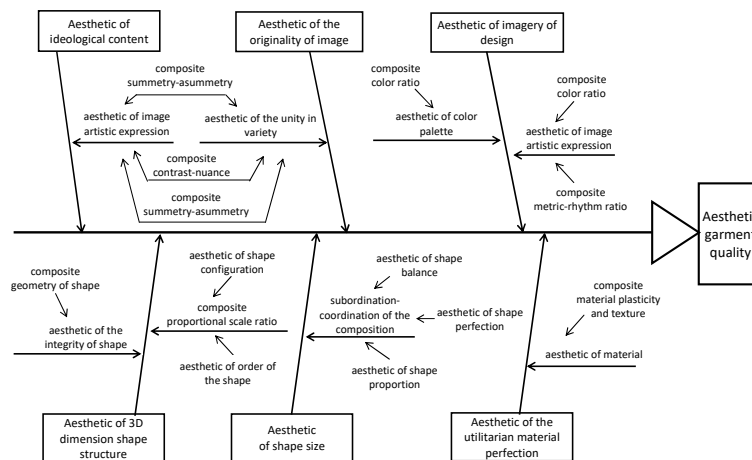 Aesthetic of
ideological content
Aesthetic of the
originality of image
Aesthetic of imagery of
design
composite
summetry-asummetry
aesthetic of image
artistic expression
aesthetic of the unity in
variety
composite
contrast-nuance
composite
summetry-asummetry
composite
color ratio
aesthetic of color
palette
composite
color ratio
aesthetic of image
artistic expression
composite
metric-rhythm ratio
Aesthetic
garment
quality
composite
geometry of shape
aesthetic of the
integrity of shape
aesthetic of shape
configuration
composite
proportional scale ratio
aesthetic of order of
the shape
aesthetic of shape
balance
subordination-
coordination of the
composition
aesthetic of shape
perfection
aesthetic of shape
proportion
composite
material plasticity
and texture
aesthetic of material
Aesthetic of 3D
dimension shape
structure
Aesthetic
of shape size
Aesthetic of the
utilitarian material
perfection